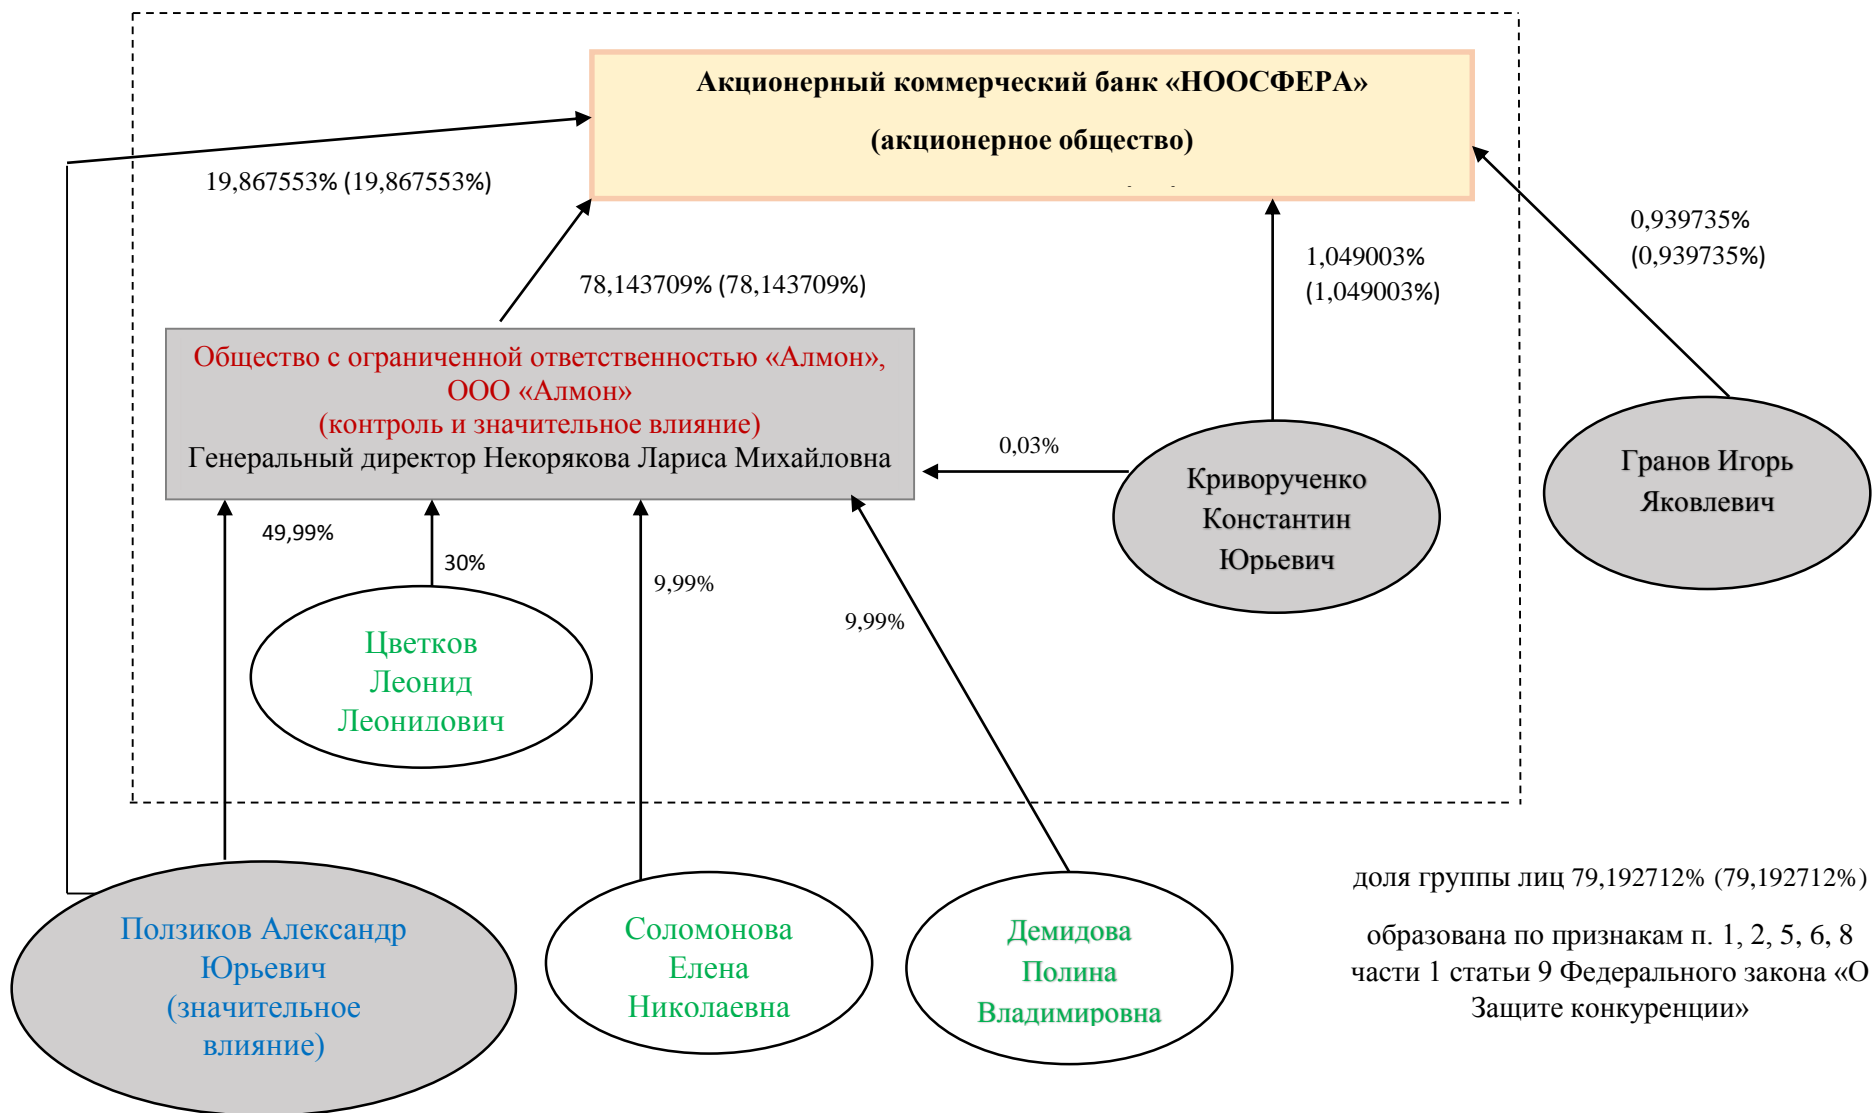 Акционерный коммерческий банк «НООСФЕРА»
(акционерное общество)
19,867553% (19,867553%)
78,143709% (78,143709%)
1,049003%
(1,049003%)
0,939735%
(0,939735%)
Общество с ограниченной ответственностью «Алмон»,
ООО «Алмон»
(контроль и значительное влияние)
Генеральный директор Некорякова Лариса Михайловна
0,03%
Криворученко
Константин
Юрьевич
Гранов Игорь
Яковлевич
49,99%
30%
9,99%
9,99%
Цветков
Леонид
Леонидович
Ползиков Александр
Юрьевич
(значительное
влияние)
Соломонова
Елена
Николаевна
Демидова
Полина
Владимировна
доля группы лиц 79,192712% (79,192712%)
образована по признакам п. 1, 2, 5, 6, 8
части 1 статьи 9 Федерального закона «О
Защите конкуренции»